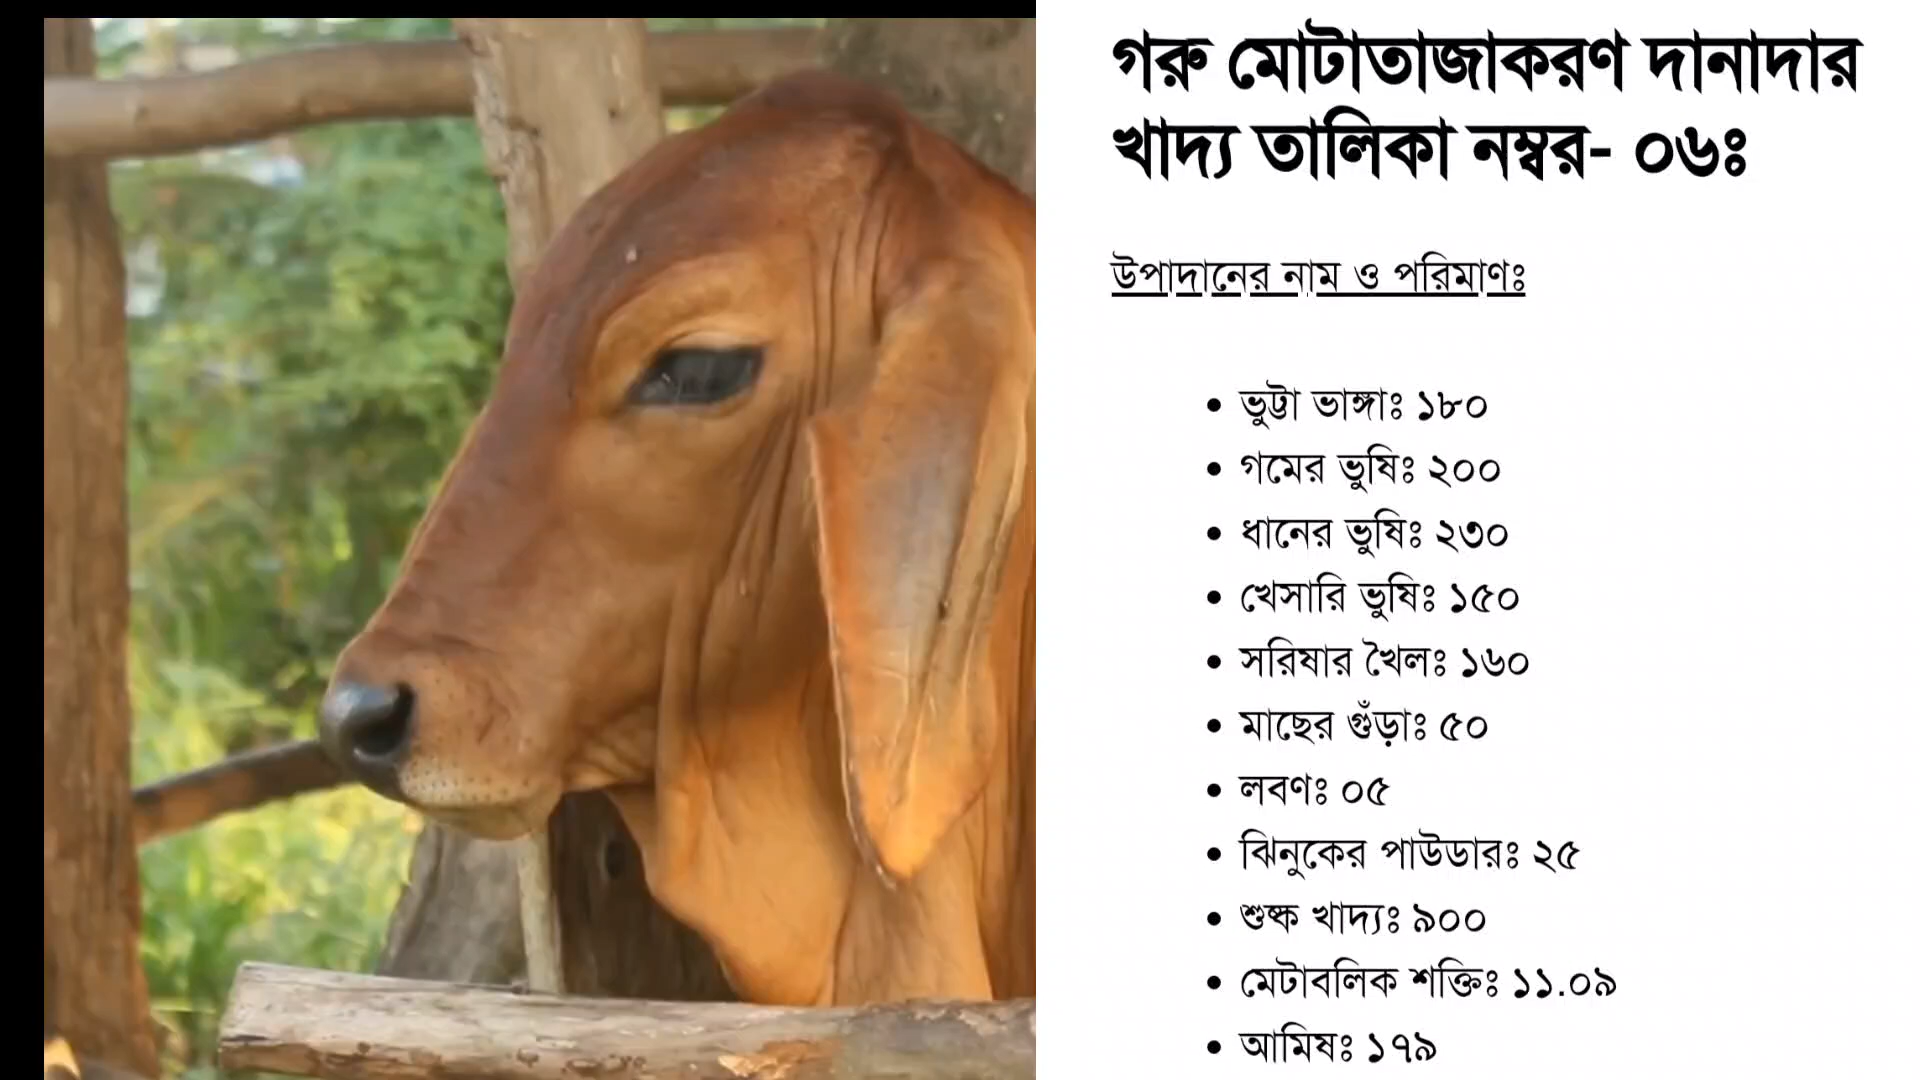 গরু মোটাতাজাকরণ দানাদার
খাদ্য তালিকা নম্বর- ০৬ঃ
উপাদানের নাম ও পরিমাণঃ
• ভুট্টা ভাঙ্গাঃ ১৮০
• গমের ভুষিঃ ২০০
• ধানের ভুষিঃ ২৩০
• খেসারি ভুষিঃ ১৫০
• সরিষার খৈলঃ ১৬০
• মাছের গুঁড়াঃ ৫০
• লবণঃ ০৫
• ঝিনুকের পাউডারঃ ২৫
• শুষ্ক খাদ্যঃ ৯০০
• মেটাবলিক শক্তিঃ ১১.০৯
• আমিষঃ ১৭৯